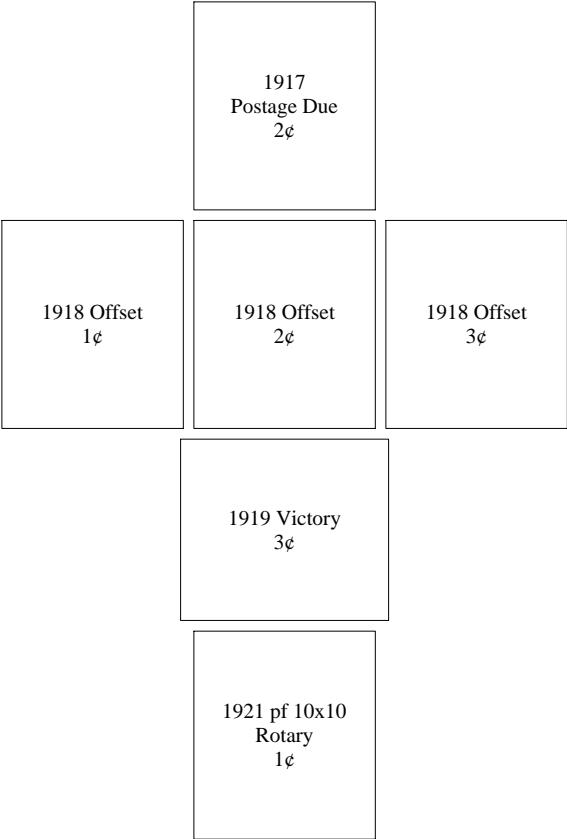 1917
Postage Due
2¢
1918 Offset
1¢
1918 Offset
2¢
1918 Offset
3¢
1919 Victory
3¢
1921 pf 10x10
Rotary
1¢